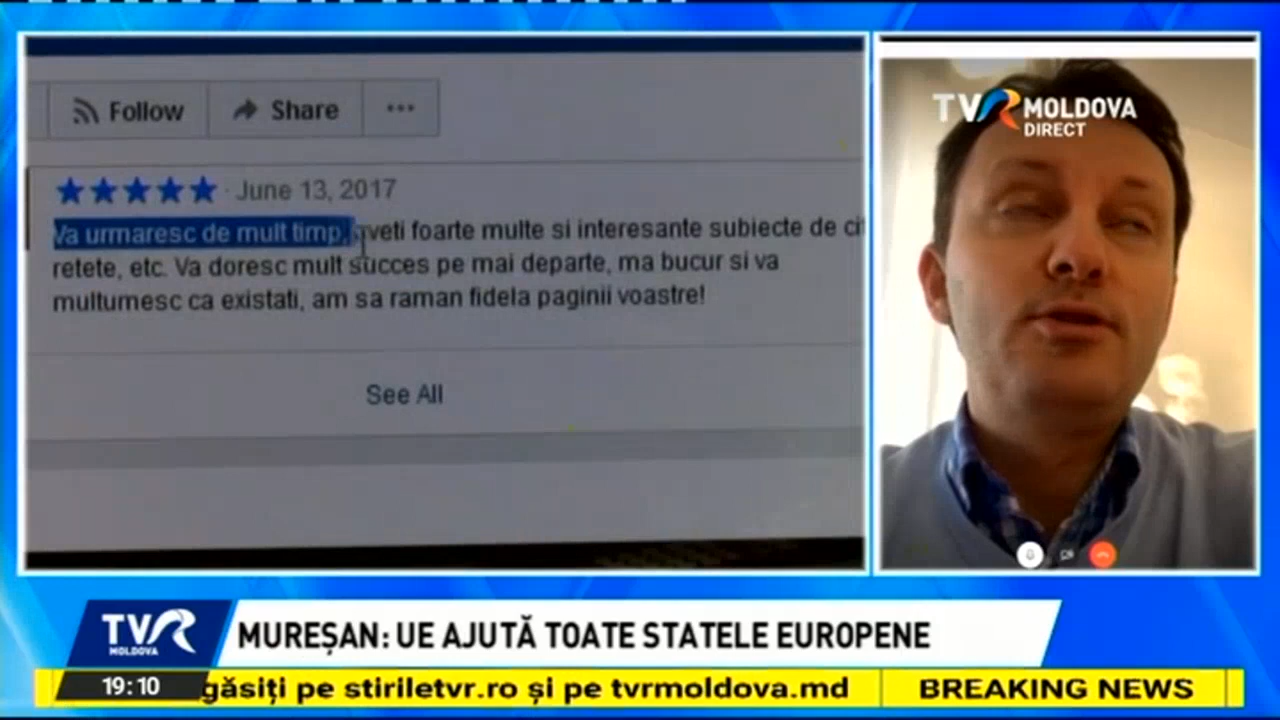 Follow
Share
June 13, 2017
Va urmaresc de mult timp, aveti foarte multe si interesante subiecte de cit
retete, etc. Va doresc mult succes pe mai departe, ma bucur si va
multumesc ca existati, am sa raman fidela paginii voastre!
See All
TVR MOLDOVA
DIRECT
TVR
MOLDOVA
MUREȘAN: UE AJUTĂ TOATE STATELE EUROPENE
19:10
găsiți pe stiriletvr.ro și pe tvrmoldova.md
BREAKING NEWS